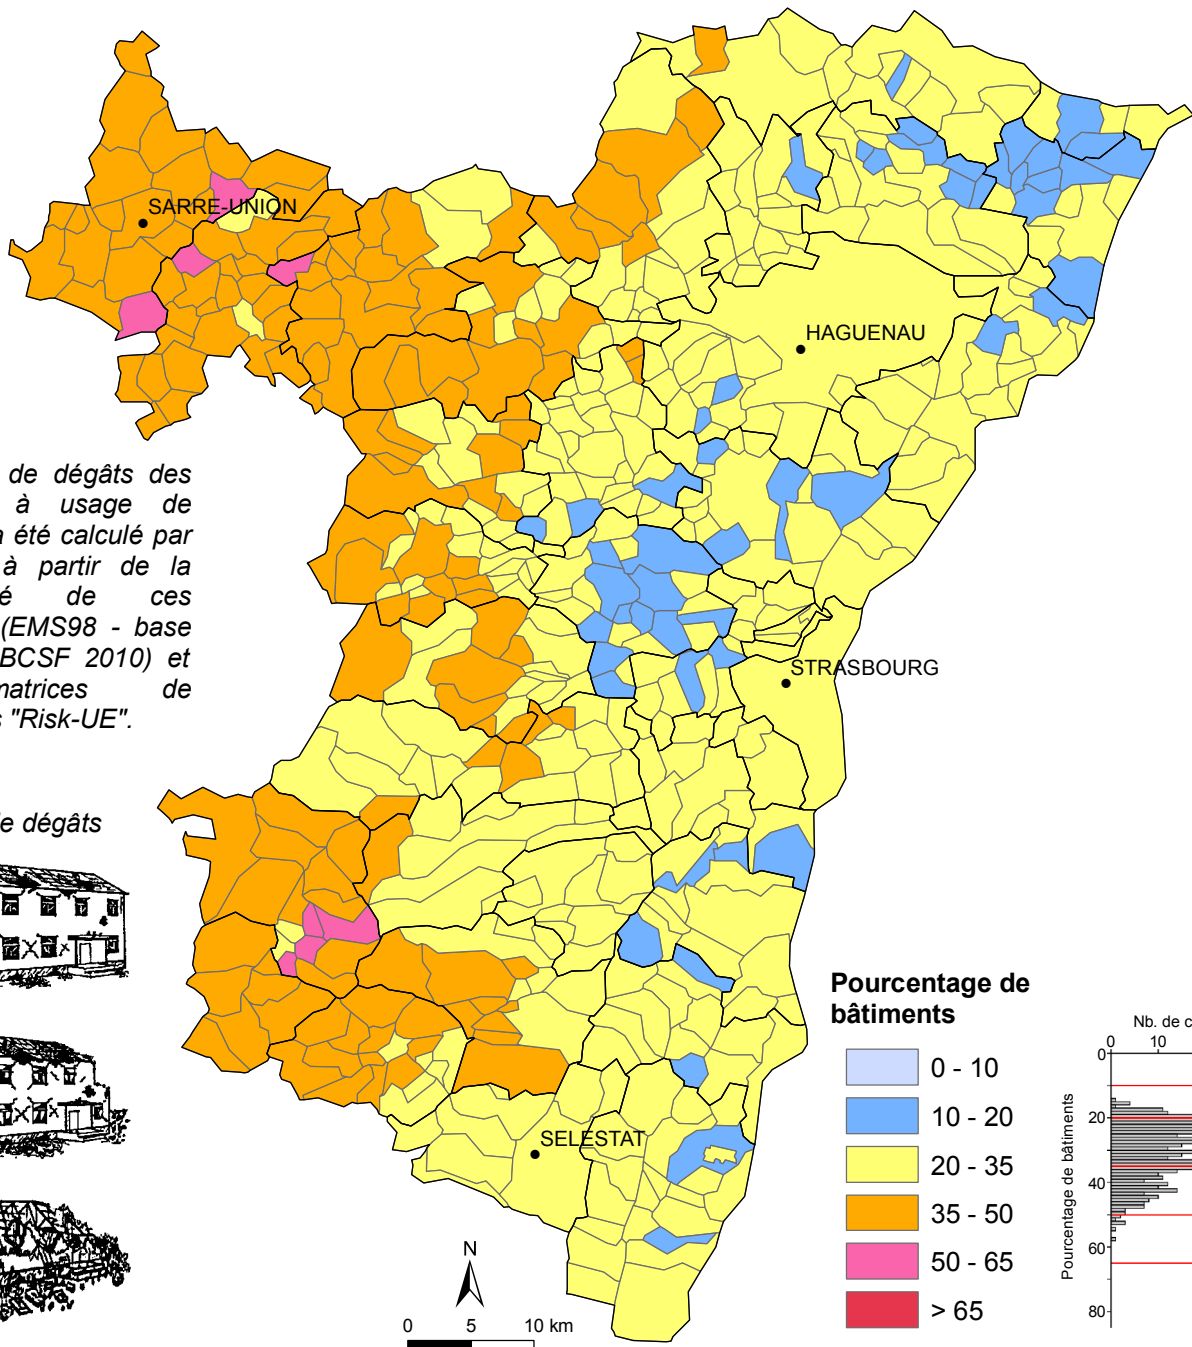 SARRE-UNION
HAGUENAU
de dégâts des
à usage de
a été calculé par
à partir de la
de ces
(EMS98 - base
BCSF 2010) et
de
"Risk-UE".
STRASBOURG
de dégâts
Pourcentage de
bâtiments
0 - 10
10 - 20
20 - 35
35 - 50
50 - 65
> 65
Nb. de c
0 10
0
20
40
60
80
Pourcentage de bâtiments
SELESTAT
N
0 5 10 km